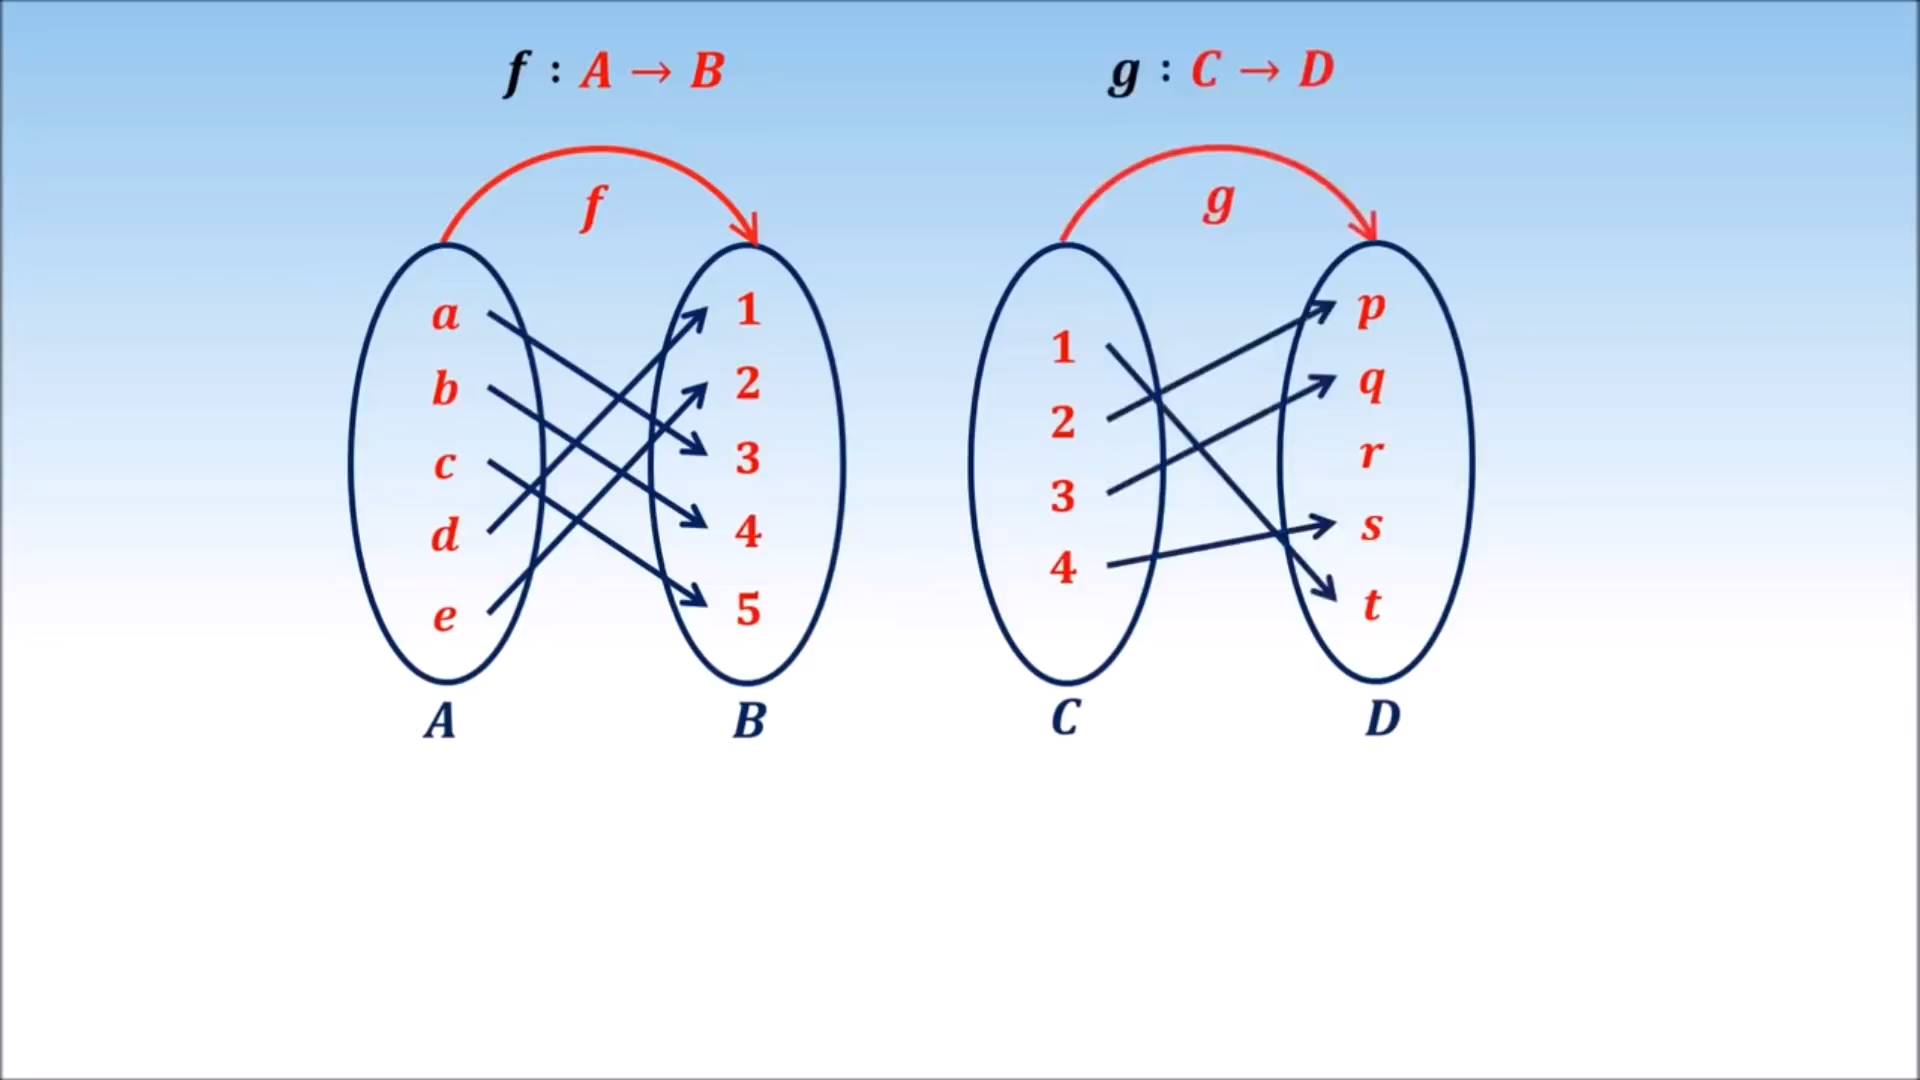 f : A → B
g : C → D
f
g
a
b
c
d
e
1
2
3
4
5
1
2
3
4
p
q
r
s
t
A
B
C
D